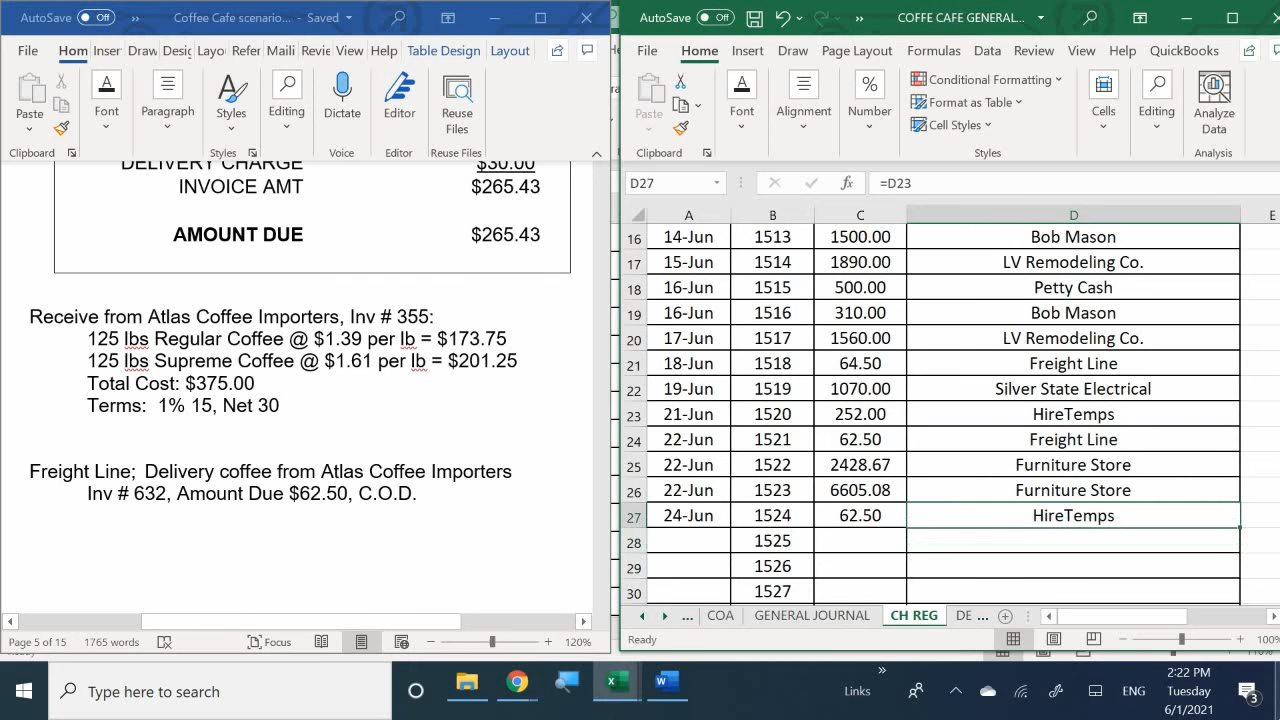 AutoSave Off Coffee Cafe scenario... - Saved
File Hom Inser Draw Desig Layo Refer Maili Revie View Help Table Design Layout
Paste
Font
Paragraph
Styles
Editing
Dictate
Editor
Reuse Files
Clipboard
Styles
Voice
Editor
Reuse Files
DELIVERY CHARGE $30.00
INVOICE AMT $265.43
AMOUNT DUE $265.43
Receive from Atlas Coffee Importers, Inv # 355:
125 lbs Regular Coffee @ $1.39 per lb = $173.75
125 lbs Supreme Coffee @ $1.61 per lb = $201.25
Total Cost: $375.00
Terms: 1% 15, Net 30
Freight Line; Delivery coffee from Atlas Coffee Importers
Inv # 632, Amount Due $62.50, C.O.D.
Page 5 of 15 1765 words Focus 120%
AutoSave Off COFFE CAFE GENERAL...
File Home Insert Draw Page Layout Formulas Data Review View Help QuickBooks
Paste
Font
Alignment
Number
Conditional Formatting
Format as Table
Cell Styles
Cells
Editing
Analyze Data
Clipboard
Styles
Analysis
D27 fx =D23
A B C D E
16 14-Jun 1513 1500.00 Bob Mason
17 15-Jun 1514 1890.00 LV Remodeling Co.
18 16-Jun 1515 500.00 Petty Cash
19 16-Jun 1516 310.00 Bob Mason
20 17-Jun 1517 1560.00 LV Remodeling Co.
21 18-Jun 1518 64.50 Freight Line
22 19-Jun 1519 1070.00 Silver State Electrical
23 21-Jun 1520 252.00 HireTemps
24 22-Jun 1521 62.50 Freight Line
25 22-Jun 1522 2428.67 Furniture Store
26 22-Jun 1523 6605.08 Furniture Store
27 24-Jun 1524 62.50 HireTemps
28 1525
29 1526
30 1527
... COA GENERAL JOURNAL CH REG DE ...
Ready 100%
Type here to search
Links
ENG
2:22 PM
Tuesday
6/1/2021
3